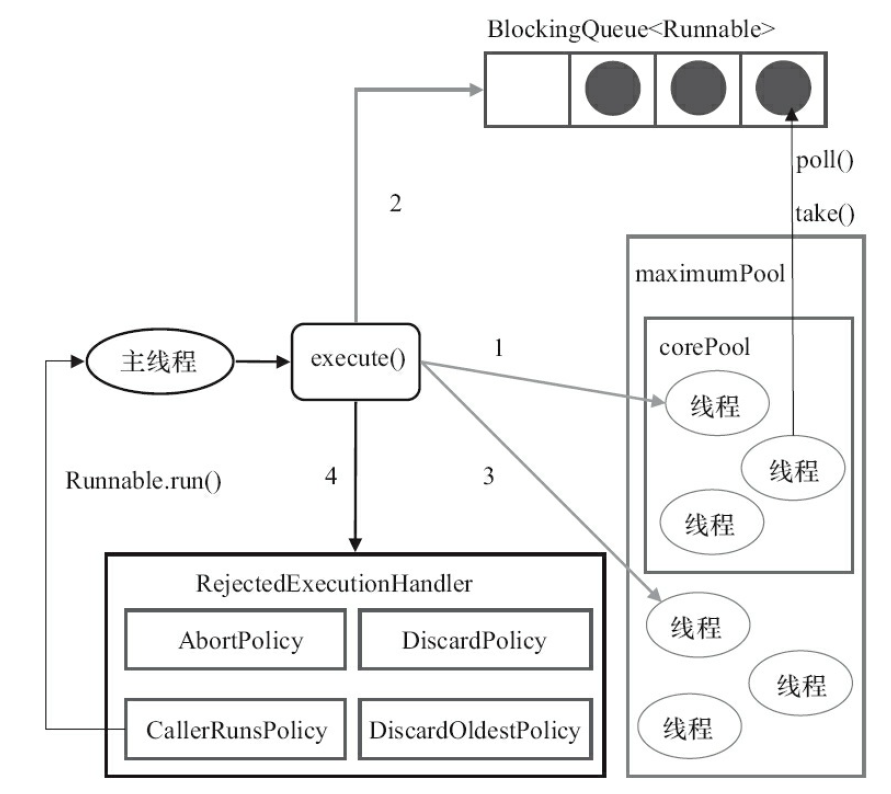 BlockingQueue<Runnable>
poll()
2
take()
maximumPool
主线程
execute()
1
corePool
线程
线程
线程
Runnable.run()
4
3
RejectedExecutionHandler
AbortPolicy
DiscardPolicy
CallerRunsPolicy
DiscardOldestPolicy
线程
线程
线程